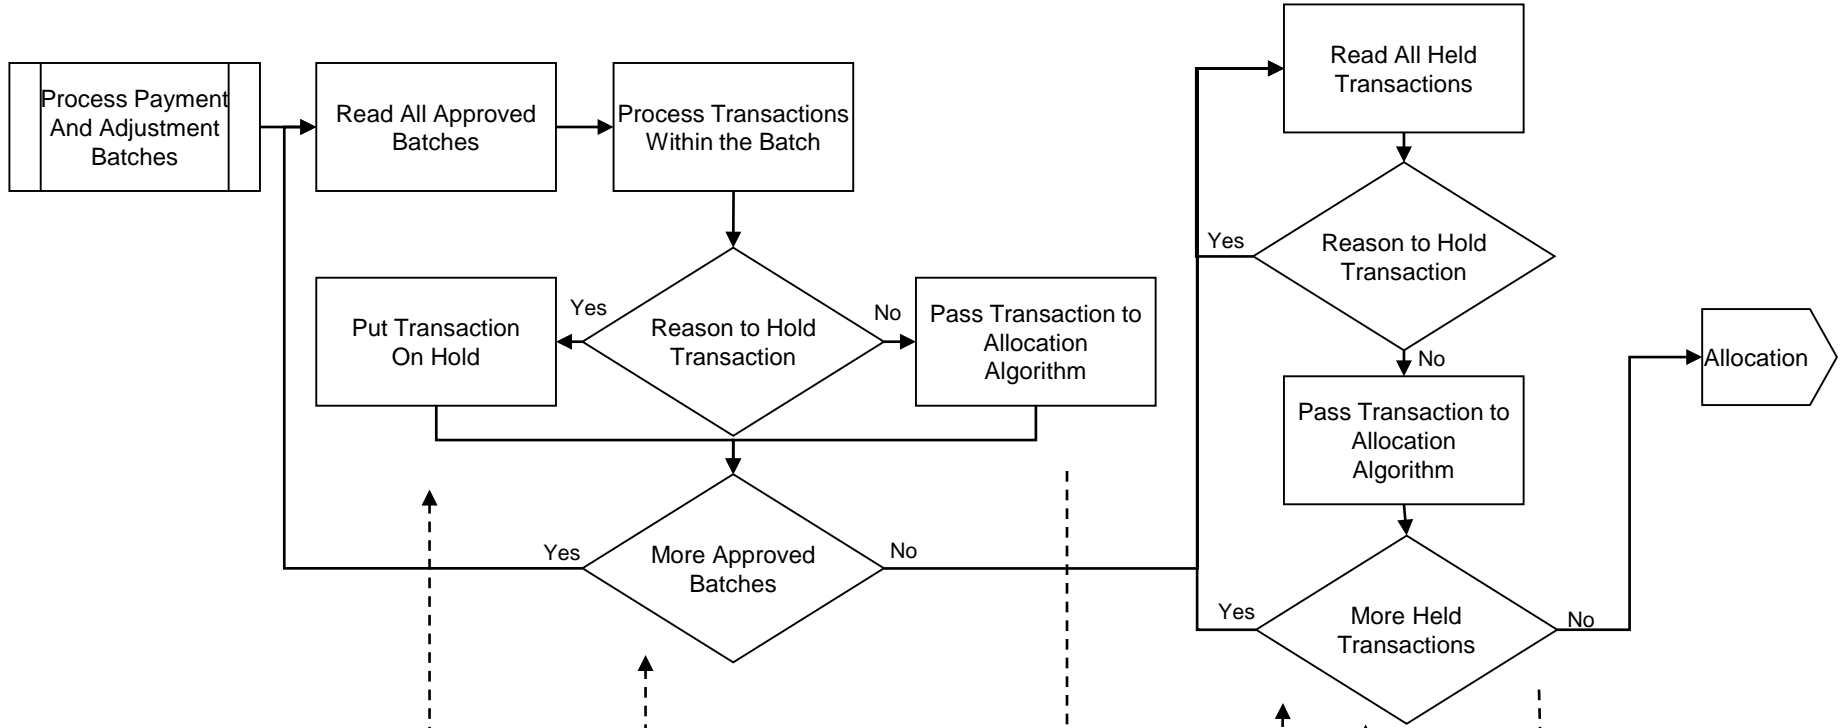 Process Payment
And Adjustment
Batches
Read All Approved
Batches
Process Transactions
Within the Batch
Put Transaction
On Hold
Yes
Reason to Hold
Transaction
No
Pass Transaction to
Allocation
Algorithm
Yes
More Approved
Batches
No
Read All Held
Transactions
Yes
Reason to Hold
Transaction
No
Pass Transaction to
Allocation
Algorithm
Yes
More Held
Transactions
No
Allocation